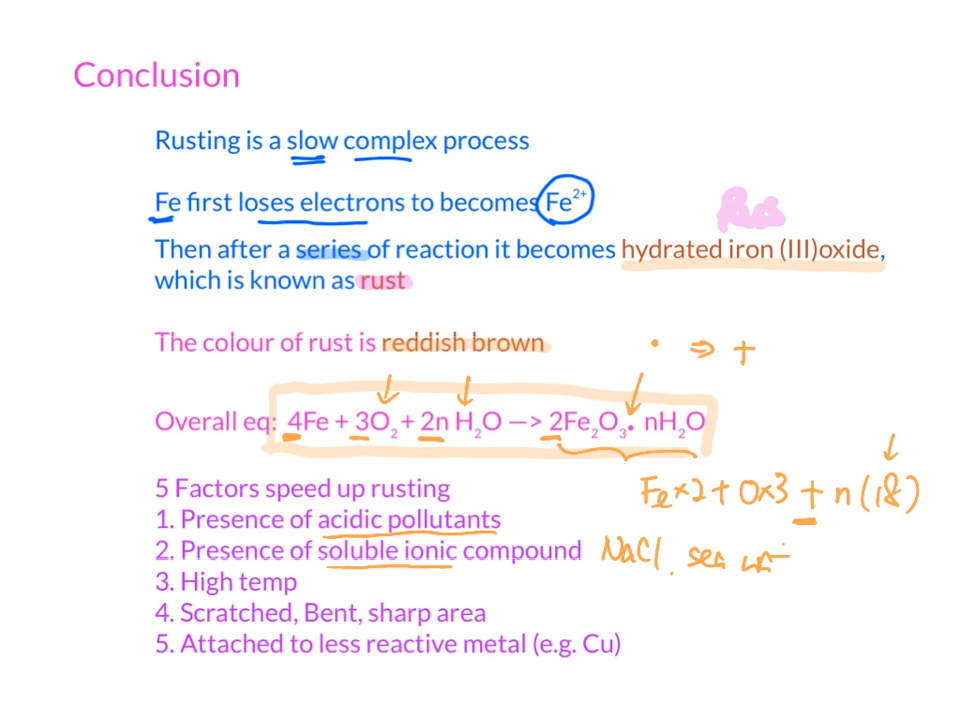 Conclusion
Rusting is a slow complex process
Fe first loses electrons to becomes Fe²⁺
Then after a series of reaction it becomes hydrated iron (III)oxide,
which is known as rust
The colour of rust is reddish brown
• ⇒ +
Overall eq: 4Fe + 3O₂ + 2n H₂O —> 2Fe₂O₃• nH₂O
Fe×2 + O×3 + n(18)
5 Factors speed up rusting
1. Presence of acidic pollutants
2. Presence of soluble ionic compound NaCl, sea
3. High temp
4. Scratched, Bent, sharp area
5. Attached to less reactive metal (e.g. Cu)